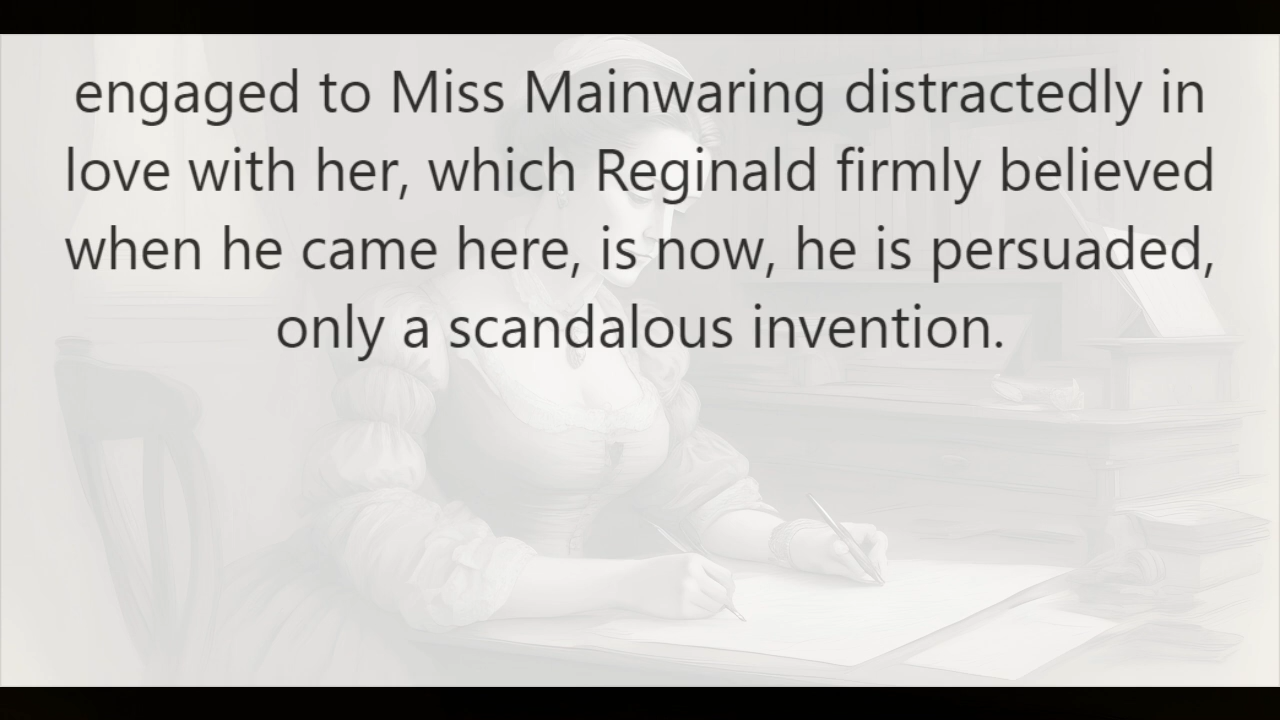 engaged to Miss Mainwaring distractedly in
love with her, which Reginald firmly believed
when he came here, is now, he is persuaded,
only a scandalous invention.